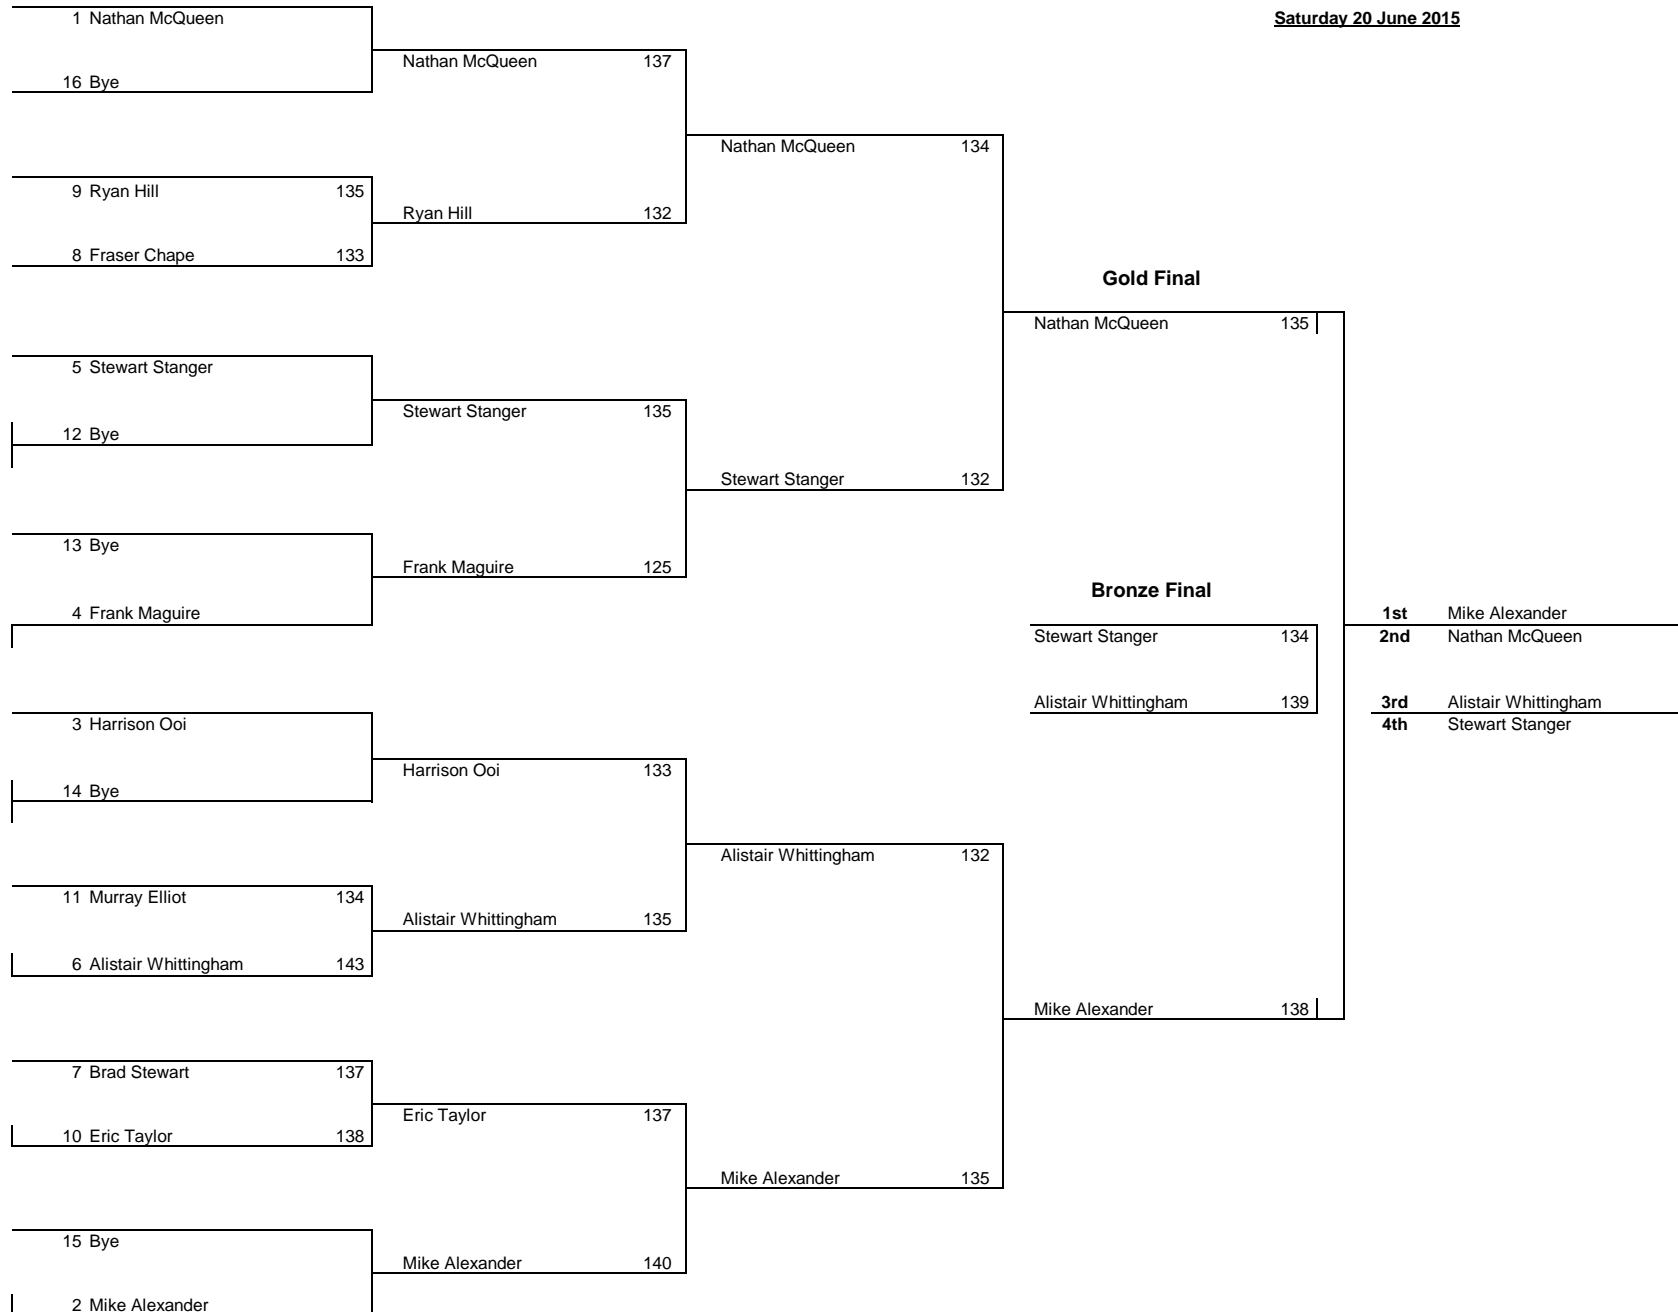 Saturday 20 June 2015
1 Nathan McQueen
16 Bye
9 Ryan Hill 135
8 Fraser Chape 133
5 Stewart Stanger
12 Bye
13 Bye
4 Frank Maguire
3 Harrison Ooi
14 Bye
11 Murray Elliot 134
6 Alistair Whittingham 143
7 Brad Stewart 137
10 Eric Taylor 138
15 Bye
2 Mike Alexander
Nathan McQueen 137
Ryan Hill 132
Stewart Stanger 135
Frank Maguire 125
Harrison Ooi 133
Alistair Whittingham 135
Eric Taylor 137
Mike Alexander 140
Nathan McQueen 134
Stewart Stanger 132
Alistair Whittingham 132
Mike Alexander 135
Gold Final
Nathan McQueen 135
Mike Alexander 138
Bronze Final
Stewart Stanger 134
Alistair Whittingham 139
1st Mike Alexander
2nd Nathan McQueen
3rd Alistair Whittingham
4th Stewart Stanger